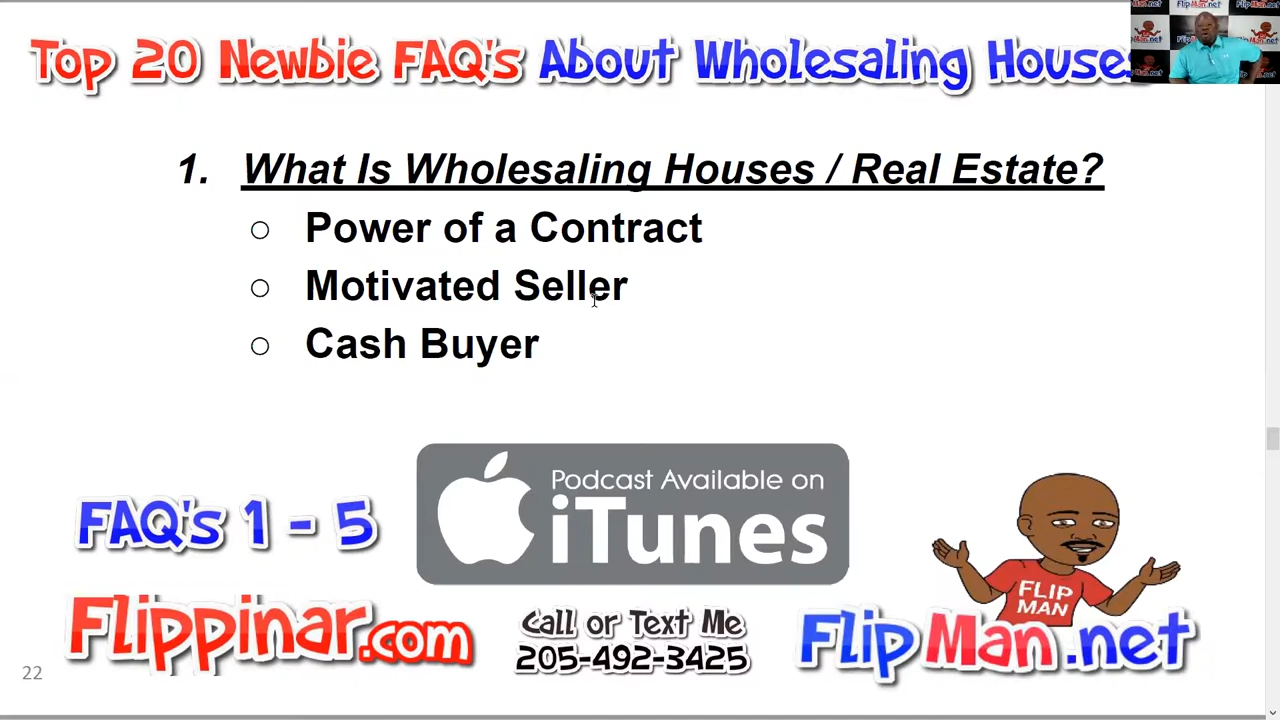 Top 20 Newbie FAQ's About Wholesaling Houses
FlipMan.net
1. What Is Wholesaling Houses / Real Estate?
○ Power of a Contract
○ Motivated Seller
○ Cash Buyer
Podcast Available on
iTunes
FAQ's 1 - 5
FLIP
MAN
Flippinar.com
Call or Text Me
205-492-3425
FlipMan.net
22